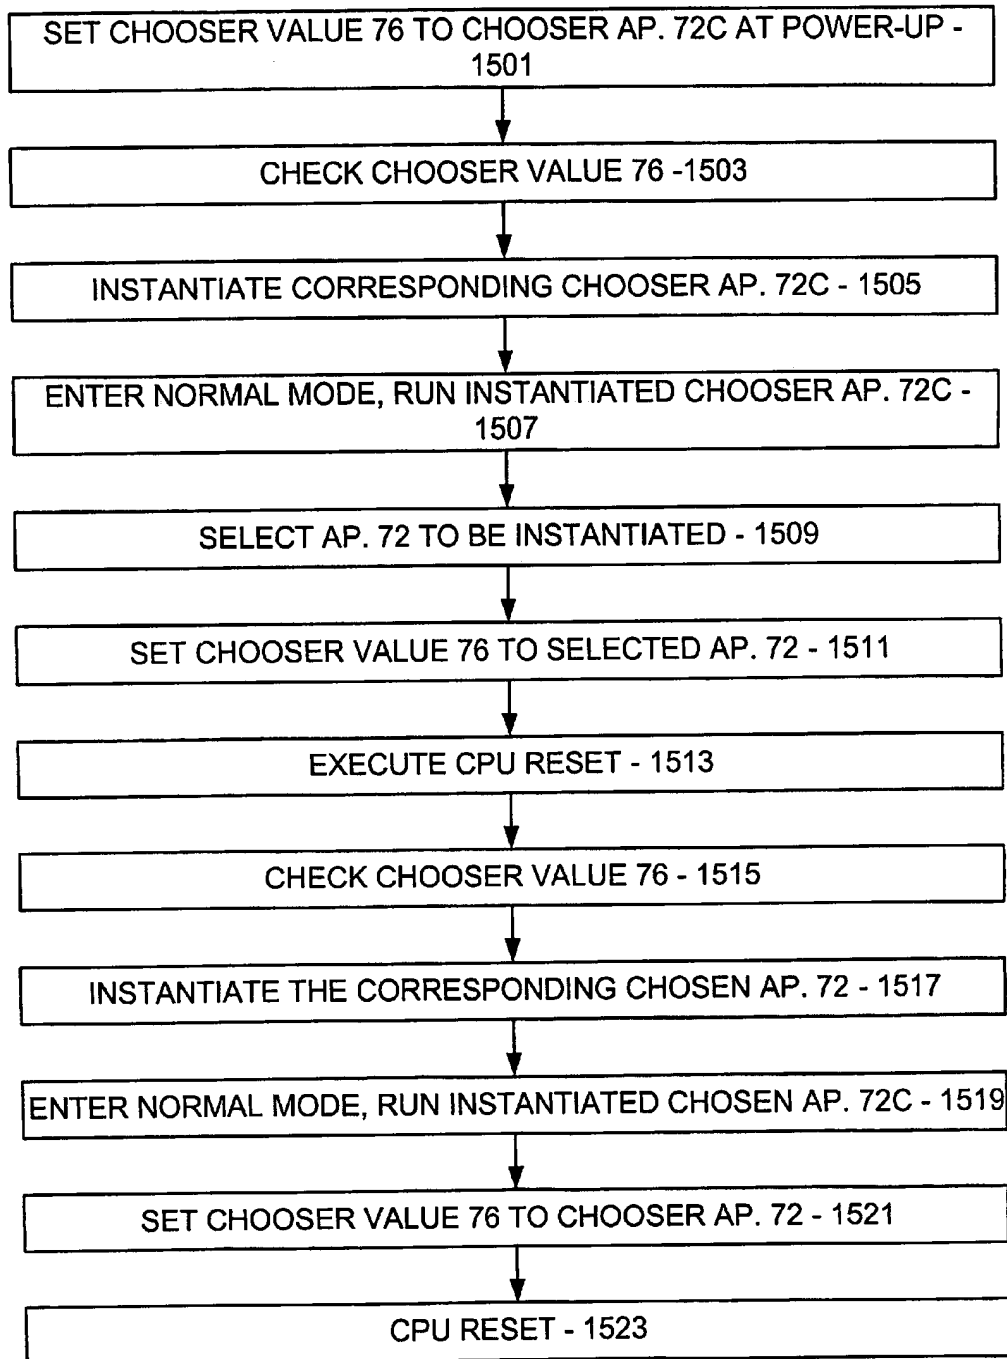 SET CHOOSER VALUE 76 TO CHOOSER AP. 72C AT POWER-UP -
1501
CHECK CHOOSER VALUE 76 -1503
INSTANTIATE CORRESPONDING CHOOSER AP. 72C - 1505
ENTER NORMAL MODE, RUN INSTANTIATED CHOOSER AP. 72C -
1507
SELECT AP. 72 TO BE INSTANTIATED - 1509
SET CHOOSER VALUE 76 TO SELECTED AP. 72 - 1511
EXECUTE CPU RESET - 1513
CHECK CHOOSER VALUE 76 - 1515
INSTANTIATE THE CORRESPONDING CHOSEN AP. 72 - 1517
ENTER NORMAL MODE, RUN INSTANTIATED CHOSEN AP. 72C - 1519
SET CHOOSER VALUE 76 TO CHOOSER AP. 72 - 1521
CPU RESET - 1523